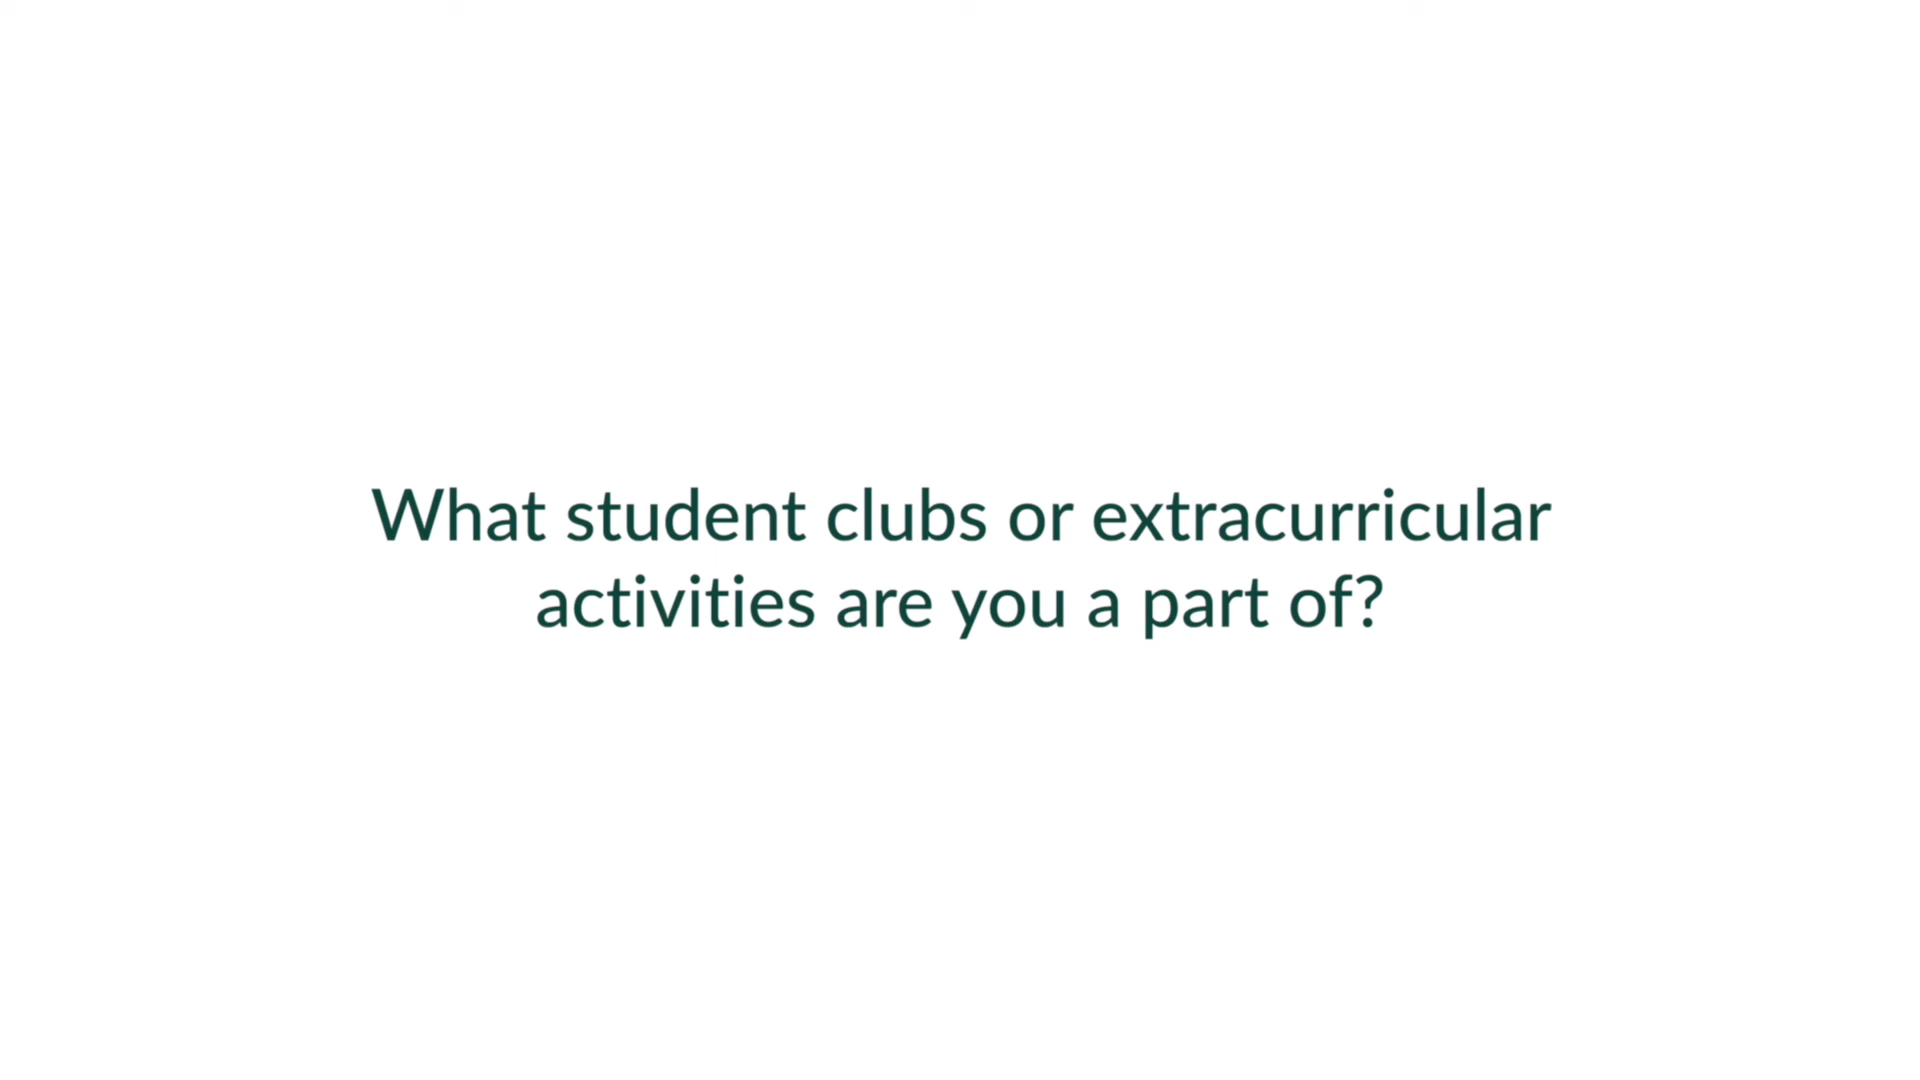 What student clubs or extracurricular
activities are you a part of?